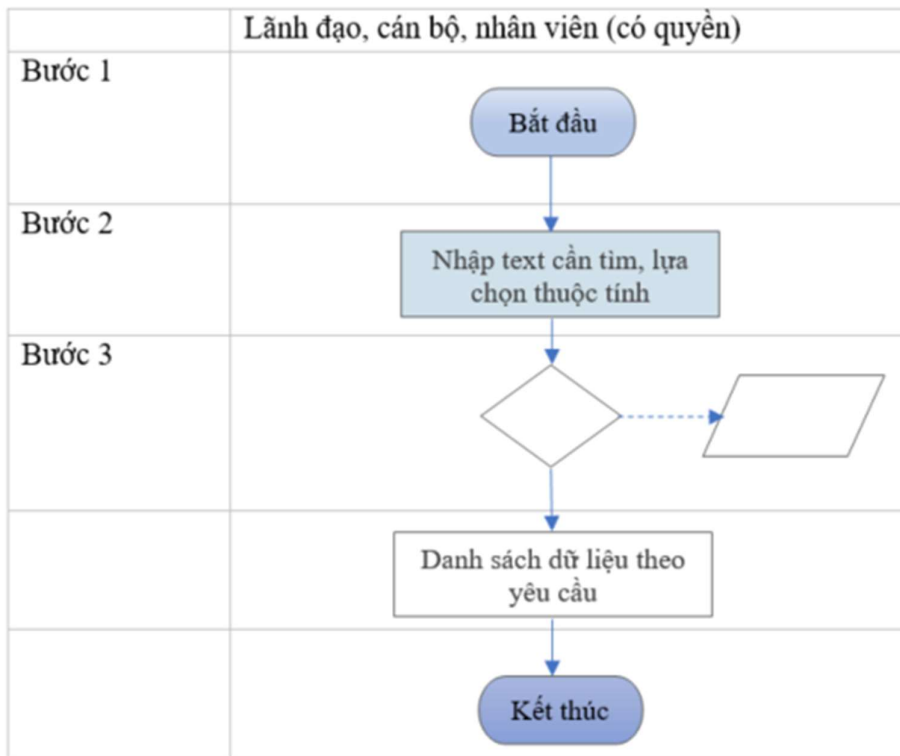 Lãnh đạo, cán bộ, nhân viên (có quyền)
Bước 1
Bắt đầu
Bước 2
Nhập text cần tìm, lựa
chọn thuộc tính
Bước 3
Danh sách dữ liệu theo
yêu cầu
Kết thúc